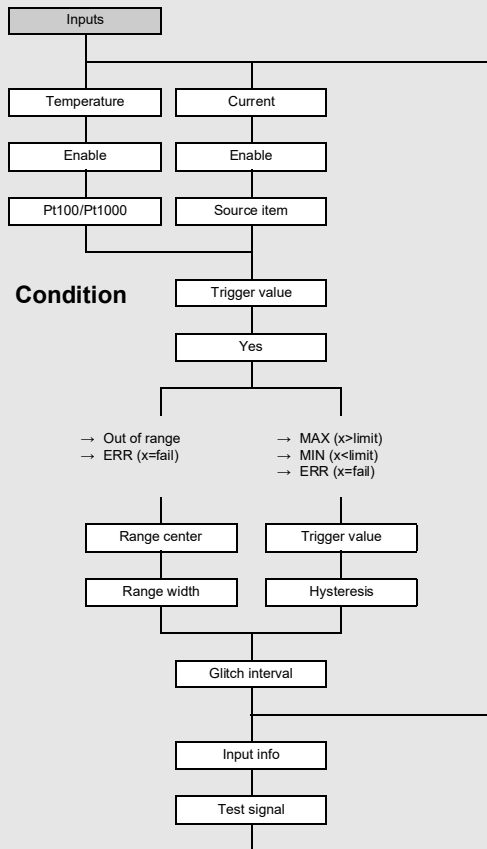 Inputs
Temperature
Current
Enable
Enable
Pt100/Pt1000
Source item
Condition
Trigger value
Yes
→ Out of range
→ ERR (x=fail)
→ MAX (x>limit)
→ MIN (x<limit)
→ ERR (x=fail)
Range center
Trigger value
Range width
Hysteresis
Glitch interval
Input info
Test signal